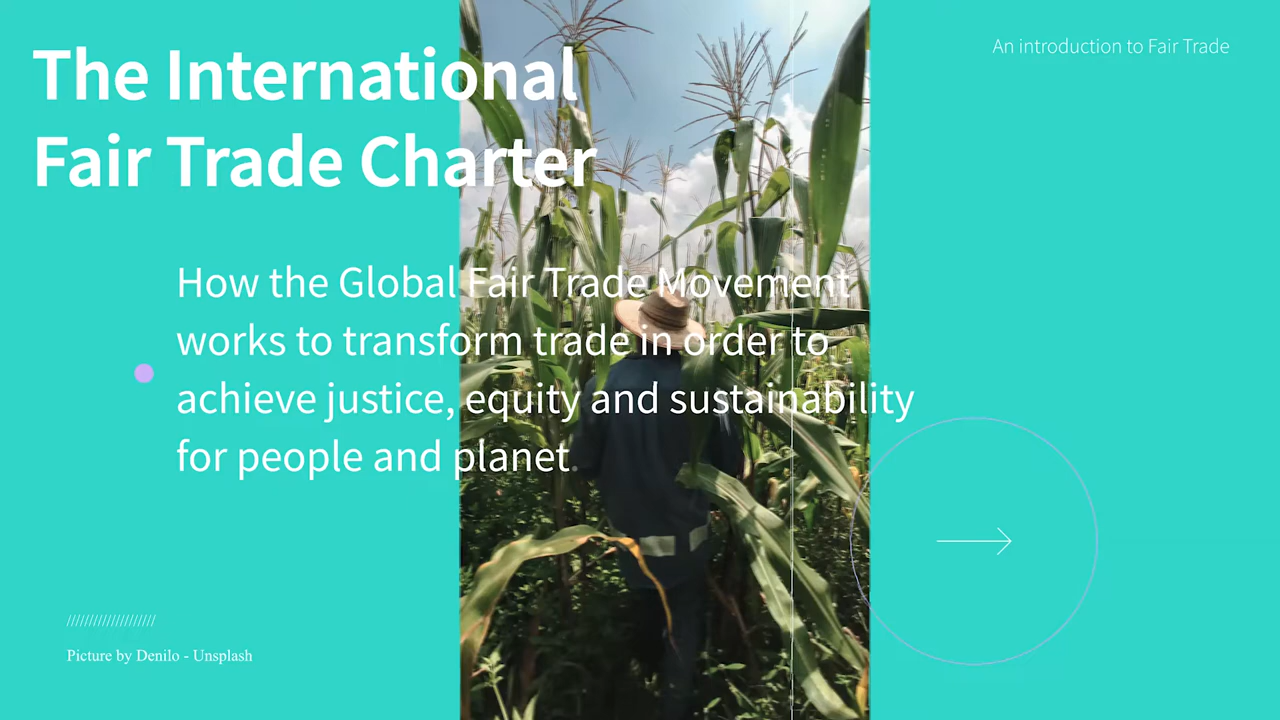 The International
Fair Trade Charter
An introduction to Fair Trade
How the Global Fair Trade Movement
works to transform trade in order to
achieve justice, equity and sustainability
for people and planet.
////////////////////
Picture by Denilo - Unsplash